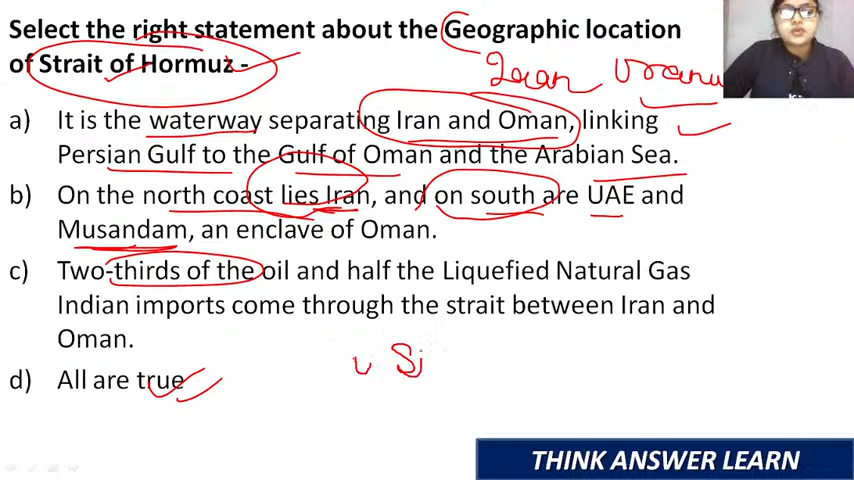 Select the right statement about the Geographic location
of Strait of Hormuz -
Iran
a) It is the waterway separating Iran and Oman, linking
Persian Gulf to the Gulf of Oman and the Arabian Sea.
b) On the north coast lies Iran, and on south are UAE and
Musandam, an enclave of Oman.
c) Two-thirds of the oil and half the Liquefied Natural Gas
Indian imports come through the strait between Iran and
Oman.
d) All are true
THINK ANSWER LEARN